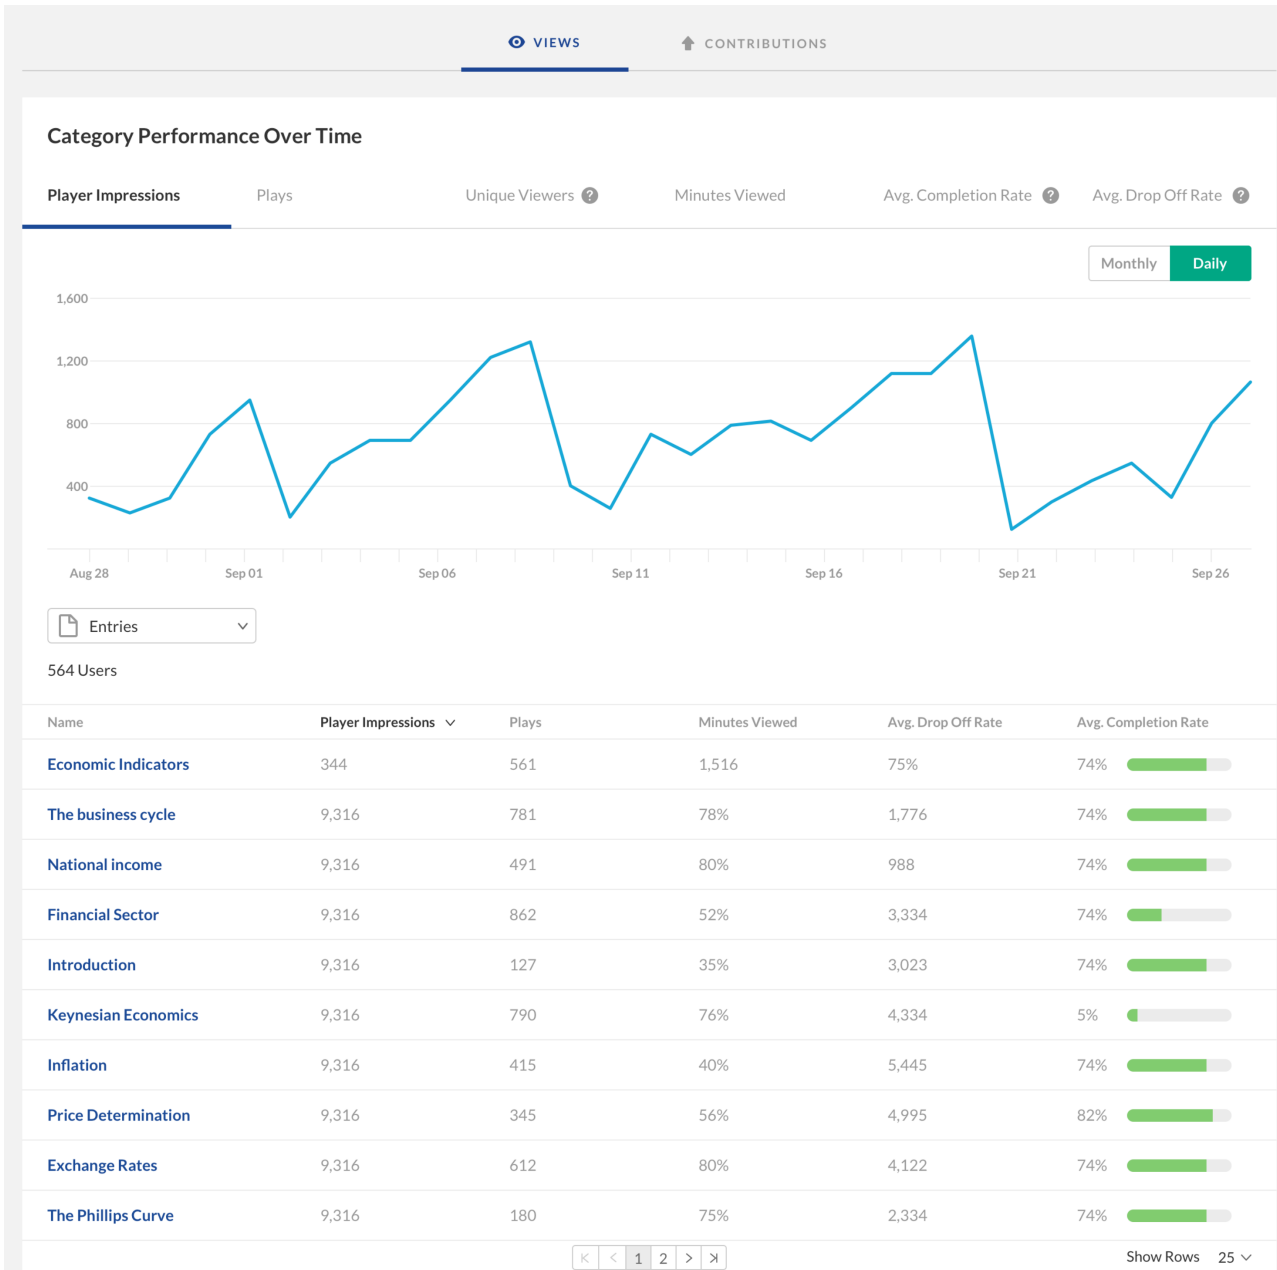 VIEWS CONTRIBUTIONS
Category Performance Over Time
Player Impressions Plays Unique Viewers ? Minutes Viewed Avg. Completion Rate ? Avg. Drop Off Rate ?
Monthly Daily
1,600
1,200
800
400
Aug 28 Sep 01 Sep 06 Sep 11 Sep 16 Sep 21 Sep 26
Entries
564 Users
Name Player Impressions Plays Minutes Viewed Avg. Drop Off Rate Avg. Completion Rate
Economic Indicators 344 561 1,516 75% 74%
The business cycle 9,316 781 78% 1,776 74%
National income 9,316 491 80% 988 74%
Financial Sector 9,316 862 52% 3,334 74%
Introduction 9,316 127 35% 3,023 74%
Keynesian Economics 9,316 790 76% 4,334 5%
Inflation 9,316 415 40% 5,445 74%
Price Determination 9,316 345 56% 4,995 82%
Exchange Rates 9,316 612 80% 4,122 74%
The Phillips Curve 9,316 180 75% 2,334 74%
1 2 Show Rows 25